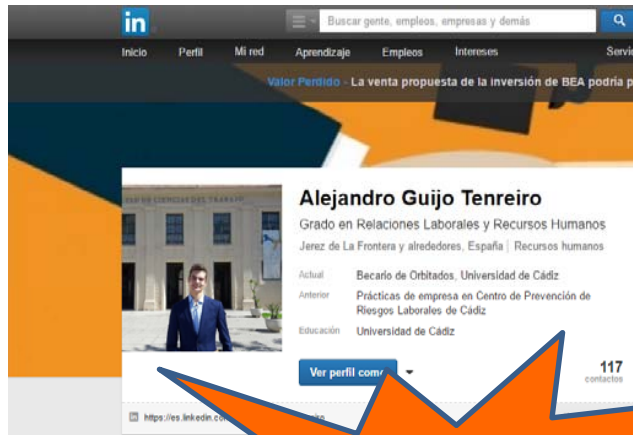 in
Buscar gente, empleos, empresas y demás
Inicio Perfil Mi red Aprendizaje Empleos Intereses
Valor Perdido - La venta propuesta de la inversión de BEA podría
Alejandro Guijo Tenreiro
Grado en Relaciones Laborales y Recursos Humanos
Jerez de La Frontera y alrededores, España | Recursos humanos
Actual Becario de Orbitados, Universidad de Cádiz
Anterior Prácticas de empresa en Centro de Prevención de
Riesgos Laborales de Cádiz
Educación Universidad de Cádiz
Ver perfil como
117
contactos
https://es.linkedin.co